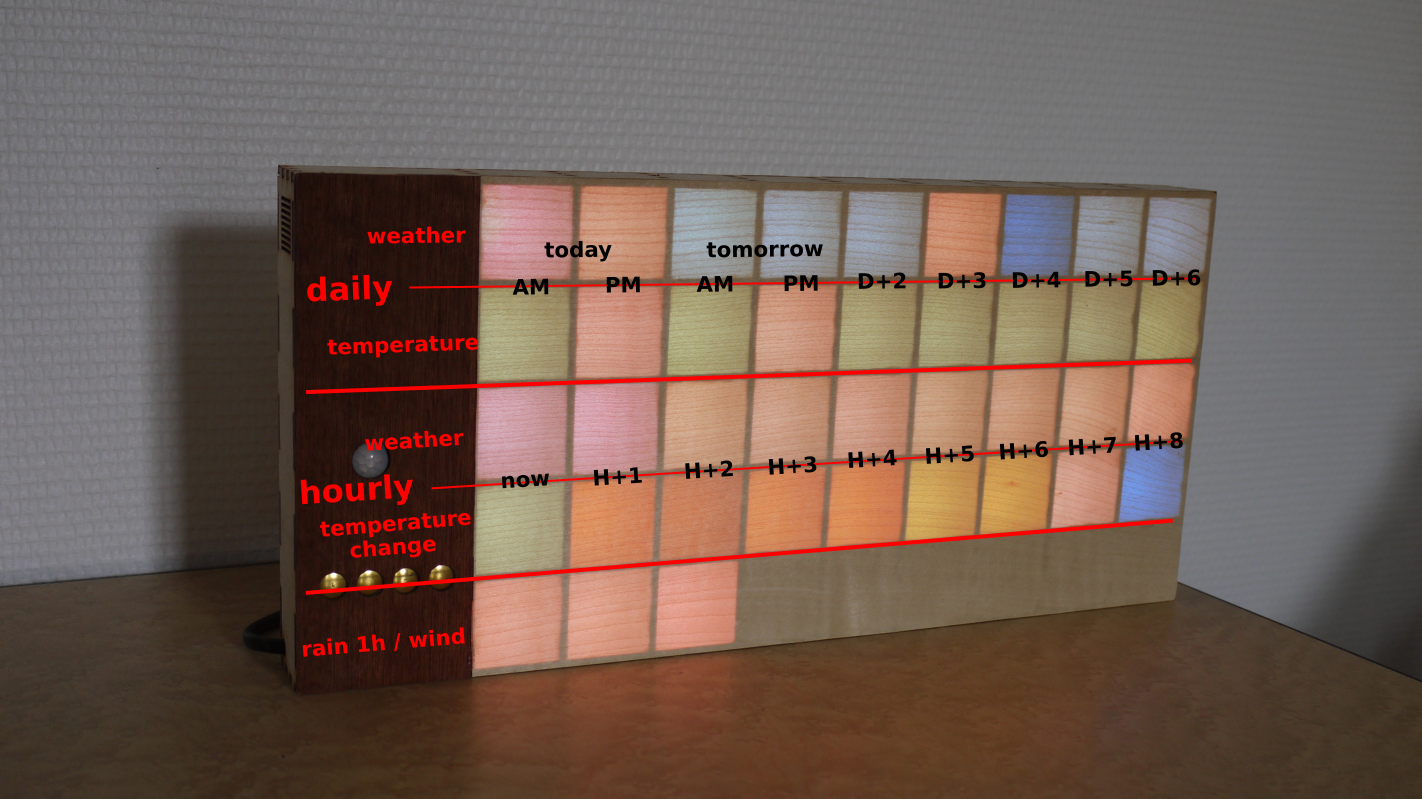 weather
today tomorrow
daily AM PM AM PM D+2 D+3 D+4 D+5 D+6
temperature
weather
hourly now H+1 H+2 H+3 H+4 H+5 H+6 H+7 H+8
temperature
change
rain 1h / wind